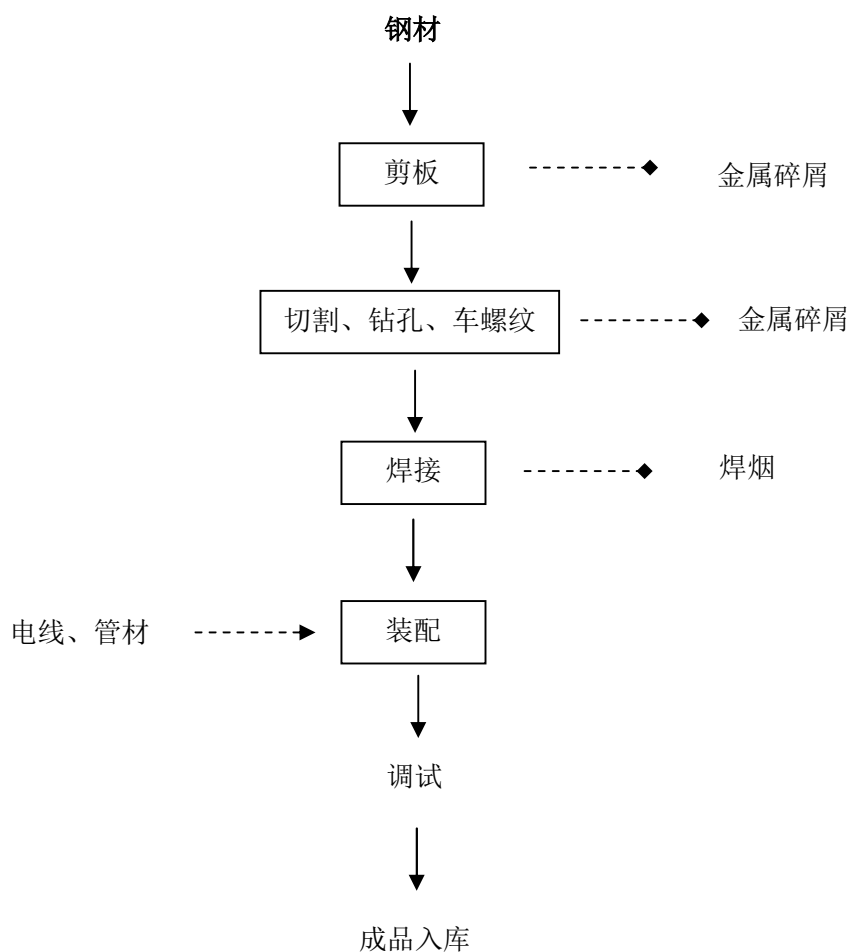 钢材
剪板
金属碎屑
切割、钻孔、车螺纹
金属碎屑
焊接
焊烟
电线、管材
装配
调试
成品入库